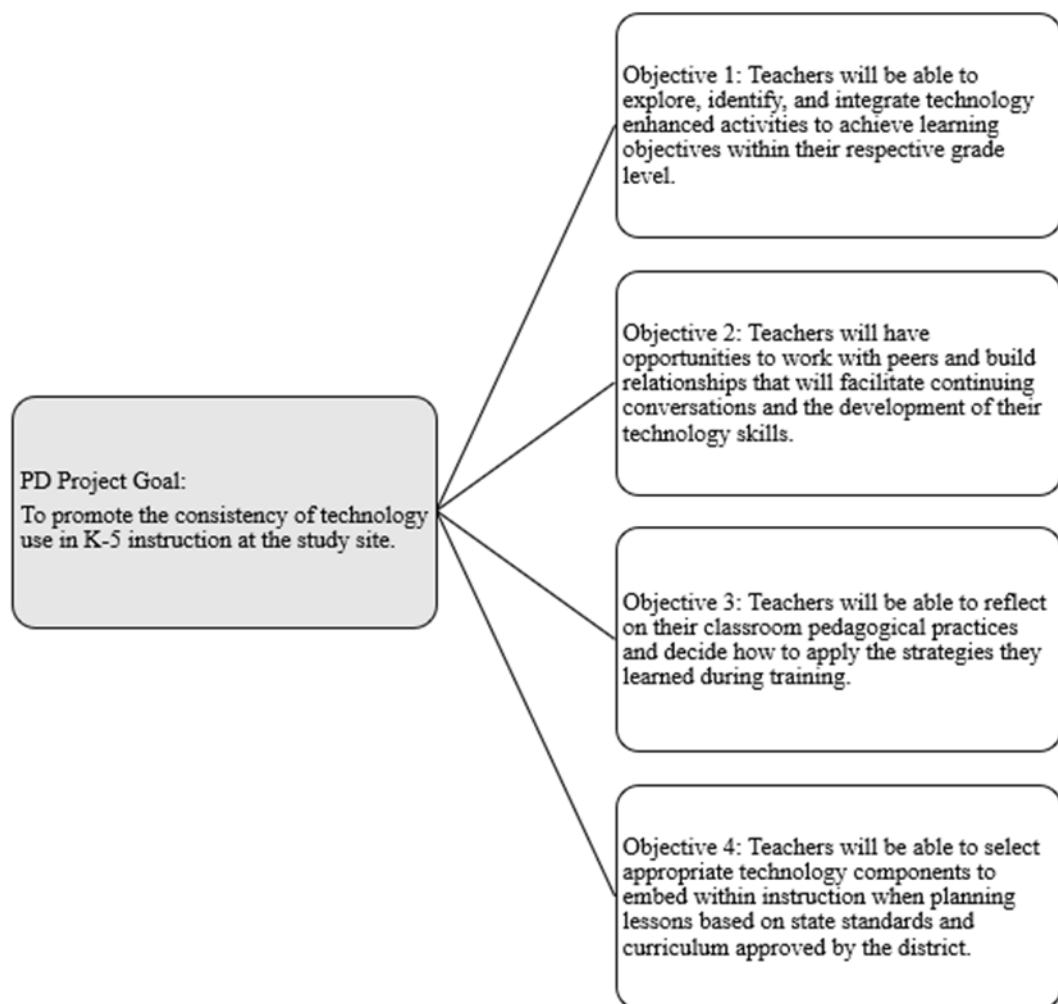 Objective 1: Teachers will be able to
explore, identify, and integrate technology
enhanced activities to achieve learning
objectives within their respective grade
level.
Objective 2: Teachers will have
opportunities to work with peers and build
relationships that will facilitate continuing
conversations and the development of their
technology skills.
PD Project Goal:
To promote the consistency of technology
use in K-5 instruction at the study site.
Objective 3: Teachers will be able to reflect
on their classroom pedagogical practices
and decide how to apply the strategies they
learned during training.
Objective 4: Teachers will be able to select
appropriate technology components to
embed within instruction when planning
lessons based on state standards and
curriculum approved by the district.